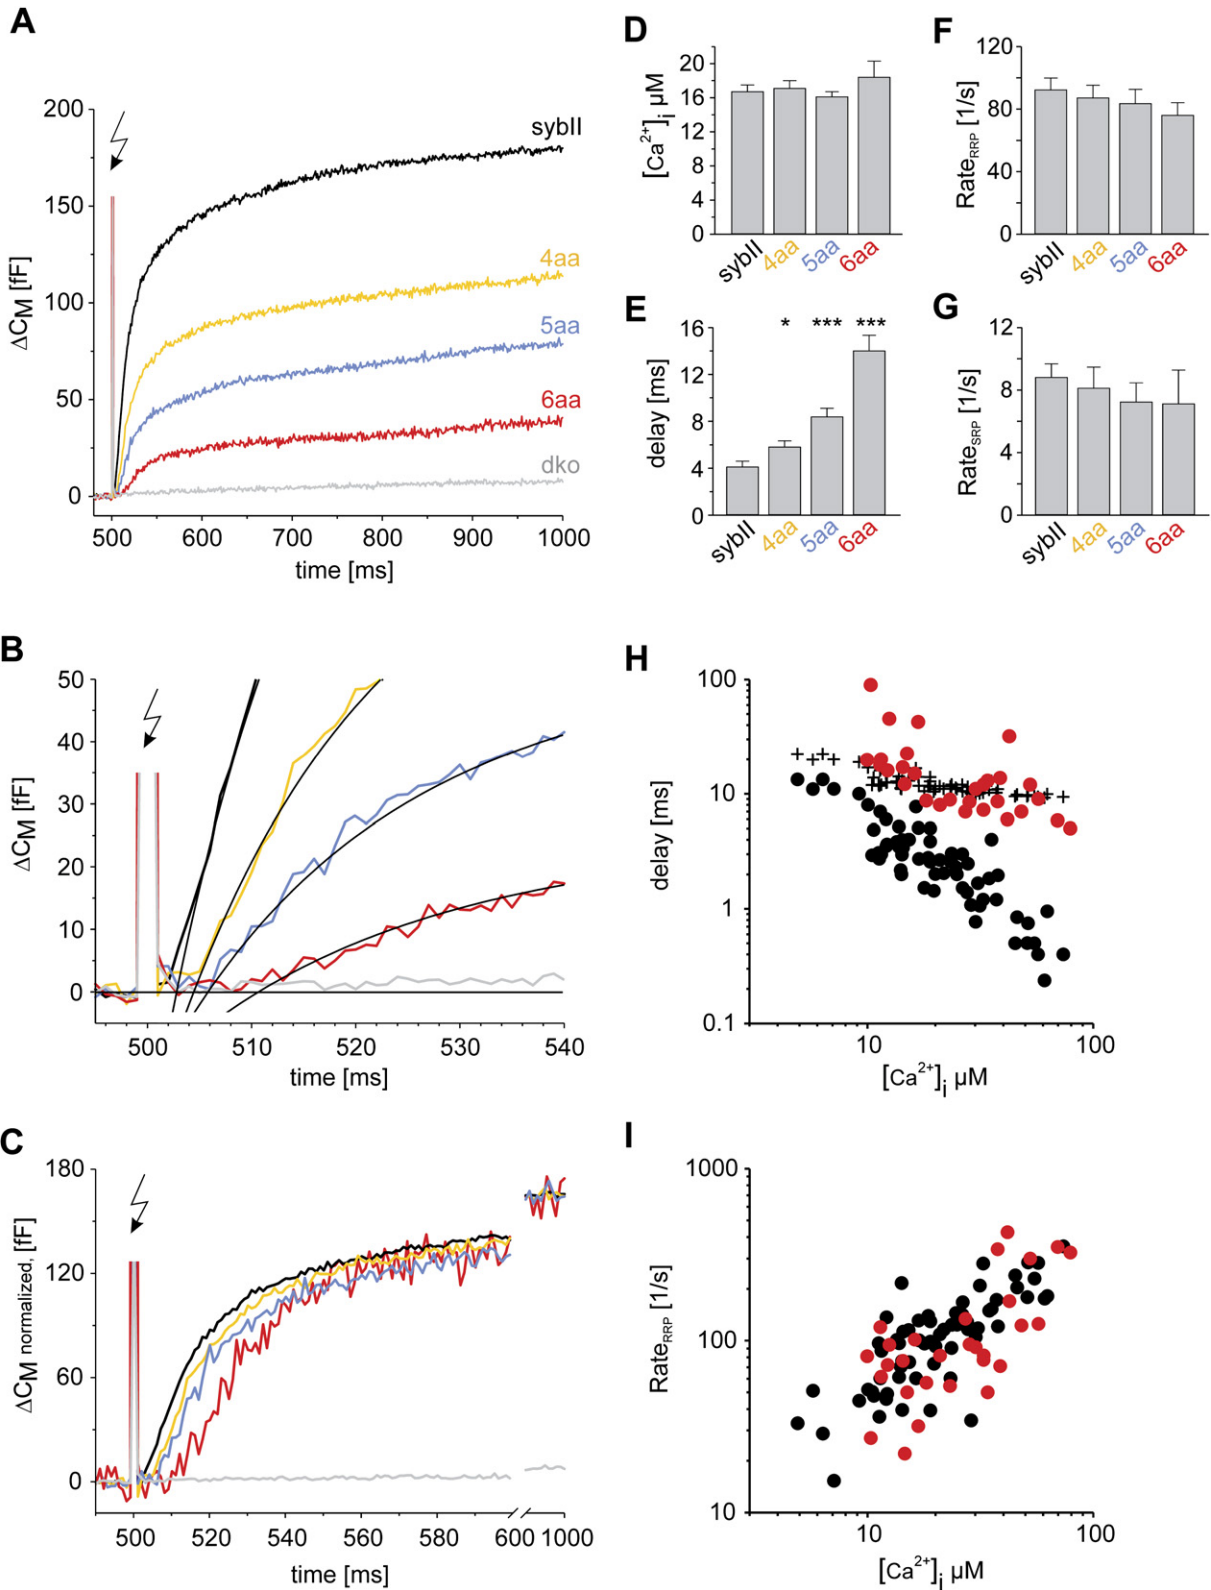 A
200
150
100
50
0
ΔCM [fF]
sybII
4aa
5aa
6aa
dko
500 600 700 800 900 1000
time [ms]
B
50
40
30
20
10
0
ΔCM [fF]
500 510 520 530 540
time [ms]
C
180
120
60
0
ΔCM normalized, [fF]
500 520 540 560 580 600 1000
time [ms]
D
20
16
12
8
4
0
[Ca2+]i µM
sybII 4aa 5aa 6aa
E
* *** ***
16
12
8
4
0
delay [ms]
sybII 4aa 5aa 6aa
F
120
80
40
0
RateRRP [1/s]
sybII 4aa 5aa 6aa
G
12
8
4
0
RateSRP [1/s]
sybII 4aa 5aa 6aa
H
100
10
1
0.1
delay [ms]
10 100
[Ca2+]i µM
I
1000
100
10
RateRRP [1/s]
10 100
[Ca2+]i µM